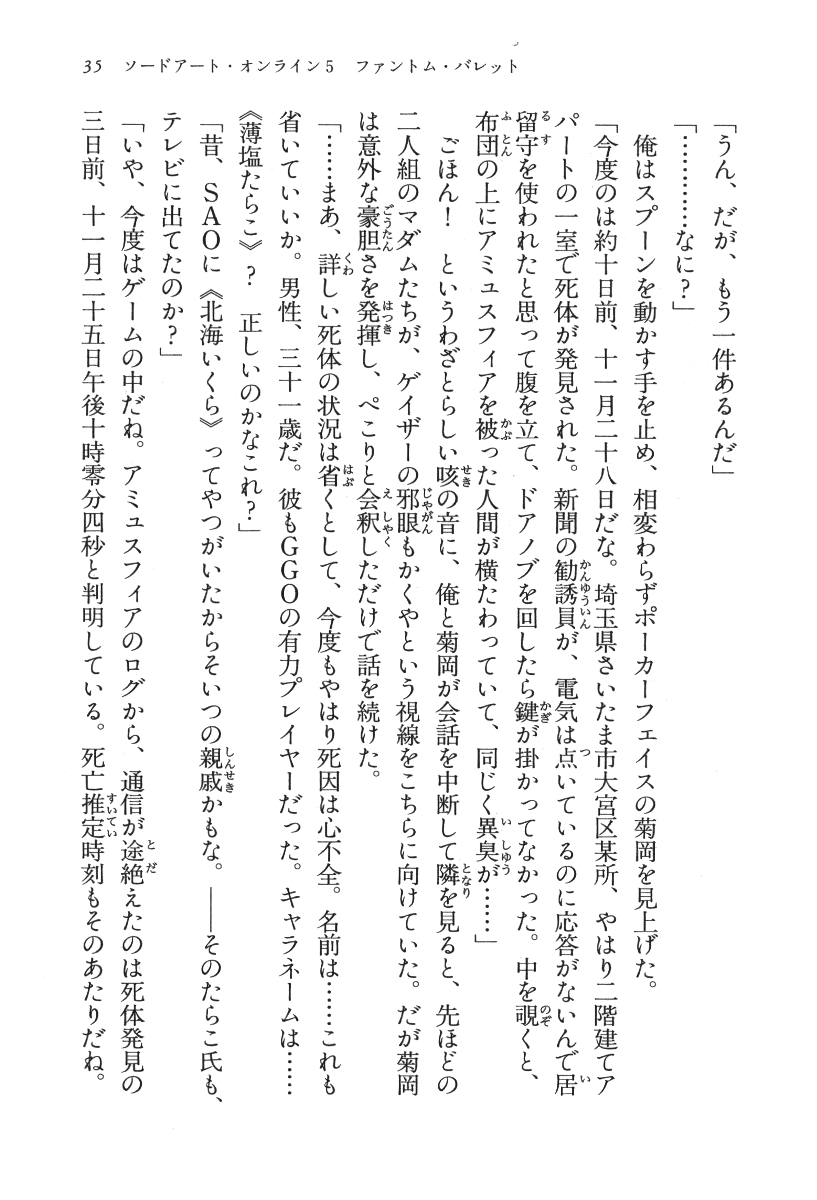 35　ソードアート・オンライン5　ファントム・バレット
「うん、だが、もう一件あるんだ」
「…………なに？」
　俺はスプーンを動かす手を止め、相変わらずポーカーフェイスの菊岡を見上げた。
「今度のは約十日前、十一月二十八日だな。埼玉県さいたま市大宮区某所、やはり二階建てア
パートの一室で死体が発見された。新聞の勧誘員が、電気は点いているのに応答がないんで居
留守を使われたと思って腹を立て、ドアノブを回したら鍵が掛かってなかった。中を覗くと、
布団の上にアミュスフィアを被った人間が横たわっていて、同じく異臭が……」
　ごほん！　というわざとらしい咳の音に、俺と菊岡が会話を中断して隣を見ると、先ほどの
二人組のマダムたちが、ゲイザーの邪眼もかくやという視線をこちらに向けていた。だが菊岡
は意外な豪胆さを発揮し、ぺこりと会釈しただけで話を続けた。
「……まあ、詳しい死体の状況は省くとして、今度もやはり死因は心不全。名前は……これも
省いていいか。男性、三十一歳だ。彼もGGOの有力プレイヤーだった。キャラネームは……
《薄塩たらこ》？　正しいのかなこれ？」
「昔、SAOに《北海いくら》ってやつがいたからそいつの親戚かもな。――そのたらこ氏も、
テレビに出てたのか？」
「いや、今度はゲームの中だね。アミュスフィアのログから、通信が途絶えたのは死体発見の
三日前、十一月二十五日午後十時零分四秒と判明している。死亡推定時刻もそのあたりだね。